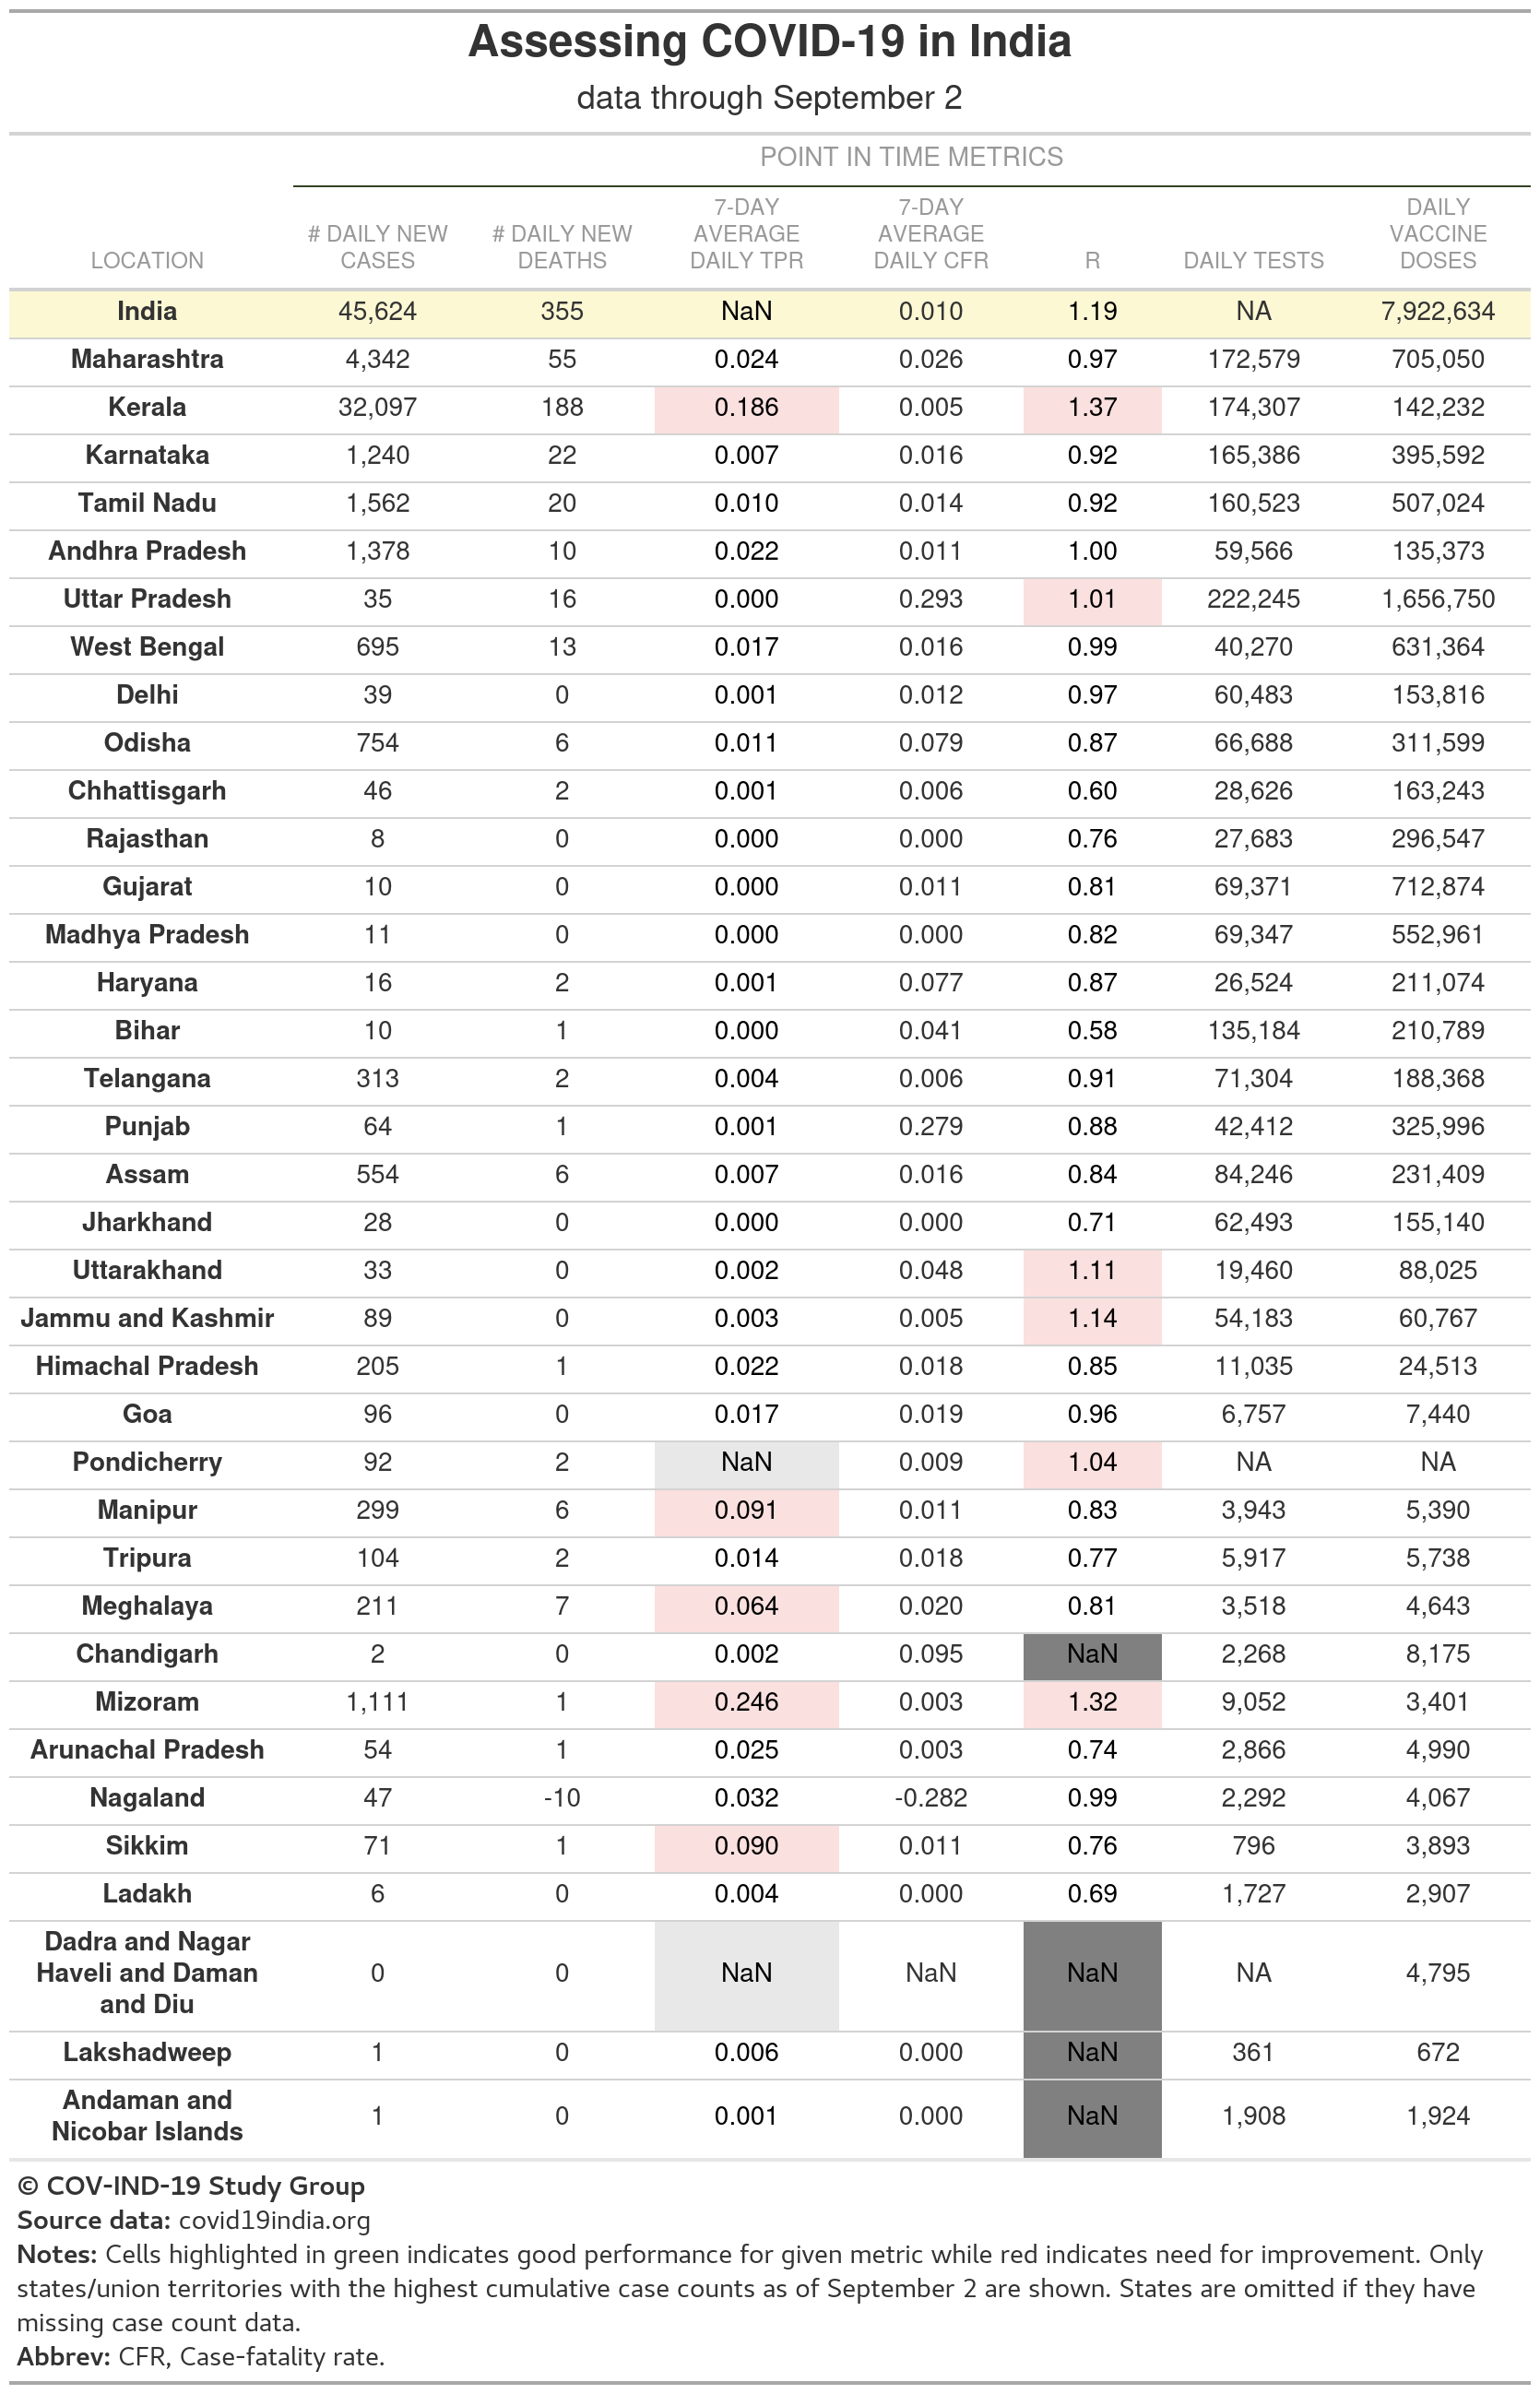 Assessing COVID-19 in India
data through September 2
POINT IN TIME METRICS
LOCATION # DAILY NEW CASES # DAILY NEW DEATHS 7-DAY AVERAGE DAILY TPR 7-DAY AVERAGE DAILY CFR R DAILY TESTS DAILY VACCINE DOSES
India 45,624 355 NaN 0.010 1.19 NA 7,922,634
Maharashtra 4,342 55 0.024 0.026 0.97 172,579 705,050
Kerala 32,097 188 0.186 0.005 1.37 174,307 142,232
Karnataka 1,240 22 0.007 0.016 0.92 165,386 395,592
Tamil Nadu 1,562 20 0.010 0.014 0.92 160,523 507,024
Andhra Pradesh 1,378 10 0.022 0.011 1.00 59,566 135,373
Uttar Pradesh 35 16 0.000 0.293 1.01 222,245 1,656,750
West Bengal 695 13 0.017 0.016 0.99 40,270 631,364
Delhi 39 0 0.001 0.012 0.97 60,483 153,816
Odisha 754 6 0.011 0.079 0.87 66,688 311,599
Chhattisgarh 46 2 0.001 0.006 0.60 28,626 163,243
Rajasthan 8 0 0.000 0.000 0.76 27,683 296,547
Gujarat 10 0 0.000 0.011 0.81 69,371 712,874
Madhya Pradesh 11 0 0.000 0.000 0.82 69,347 552,961
Haryana 16 2 0.001 0.077 0.87 26,524 211,074
Bihar 10 1 0.000 0.041 0.58 135,184 210,789
Telangana 313 2 0.004 0.006 0.91 71,304 188,368
Punjab 64 1 0.001 0.279 0.88 42,412 325,996
Assam 554 6 0.007 0.016 0.84 84,246 231,409
Jharkhand 28 0 0.000 0.000 0.71 62,493 155,140
Uttarakhand 33 0 0.002 0.048 1.11 19,460 88,025
Jammu and Kashmir 89 0 0.003 0.005 1.14 54,183 60,767
Himachal Pradesh 205 1 0.022 0.018 0.85 11,035 24,513
Goa 96 0 0.017 0.019 0.96 6,757 7,440
Pondicherry 92 2 NaN 0.009 1.04 NA NA
Manipur 299 6 0.091 0.011 0.83 3,943 5,390
Tripura 104 2 0.014 0.018 0.77 5,917 5,738
Meghalaya 211 7 0.064 0.020 0.81 3,518 4,643
Chandigarh 2 0 0.002 0.095 NaN 2,268 8,175
Mizoram 1,111 1 0.246 0.003 1.32 9,052 3,401
Arunachal Pradesh 54 1 0.025 0.003 0.74 2,866 4,990
Nagaland 47 -10 0.032 -0.282 0.99 2,292 4,067
Sikkim 71 1 0.090 0.011 0.76 796 3,893
Ladakh 6 0 0.004 0.000 0.69 1,727 2,907
Dadra and Nagar Haveli and Daman and Diu 0 0 NaN NaN NaN NA 4,795
Lakshadweep 1 0 0.006 0.000 NaN 361 672
Andaman and Nicobar Islands 1 0 0.001 0.000 NaN 1,908 1,924
© COV-IND-19 Study Group
Source data: covid19india.org
Notes: Cells highlighted in green indicates good performance for given metric while red indicates need for improvement. Only
states/union territories with the highest cumulative case counts as of September 2 are shown. States are omitted if they have
missing case count data.
Abbrev: CFR, Case-fatality rate.